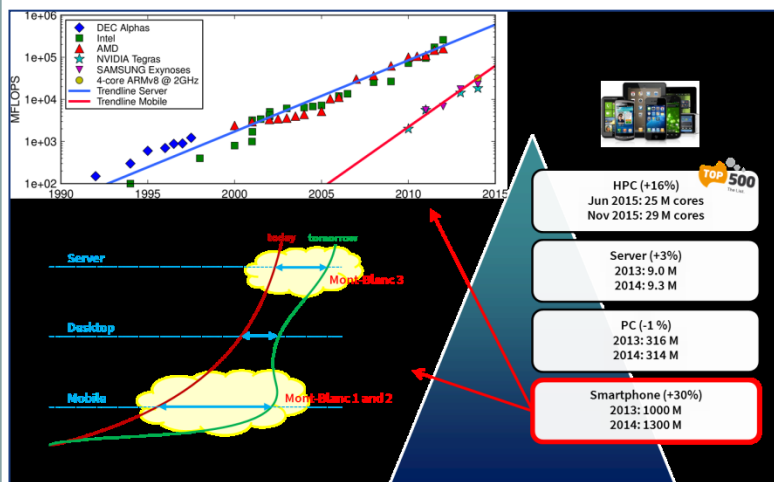 1e+06
1e+05
1e+04
1e+03
1e+02
MFLOPS
DEC Alphas
Intel
AMD
NVIDIA Tegras
SAMSUNG Exynoses
4-core ARMv8 @ 2GHz
Trendline Server
Trendline Mobile
1990 1995 2000 2005 2010 2015
today tomorrow
Server
Mont-Blanc 3
Desktop
Mobile
Mont-Blanc 1 and 2
TOP 500
The List.
HPC (+16%)
Jun 2015: 25 M cores
Nov 2015: 29 M cores
Server (+3%)
2013: 9.0 M
2014: 9.3 M
PC (-1 %)
2013: 316 M
2014: 314 M
Smartphone (+30%)
2013: 1000 M
2014: 1300 M